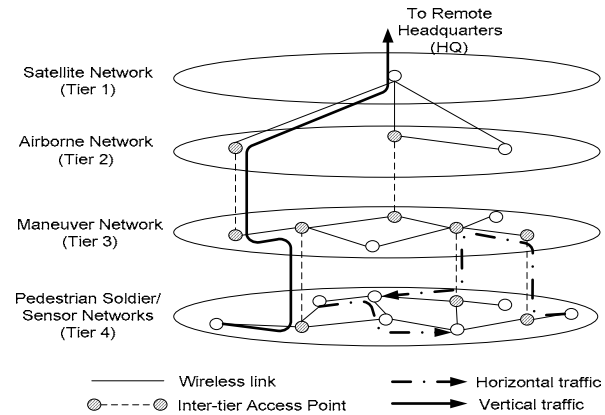 To Remote
Headquarters
(HQ)
Satellite Network
(Tier 1)
Airborne Network
(Tier 2)
Maneuver Network
(Tier 3)
Pedestrian Soldier/
Sensor Networks
(Tier 4)
Wireless link
Horizontal traffic
Inter-tier Access Point
Vertical traffic